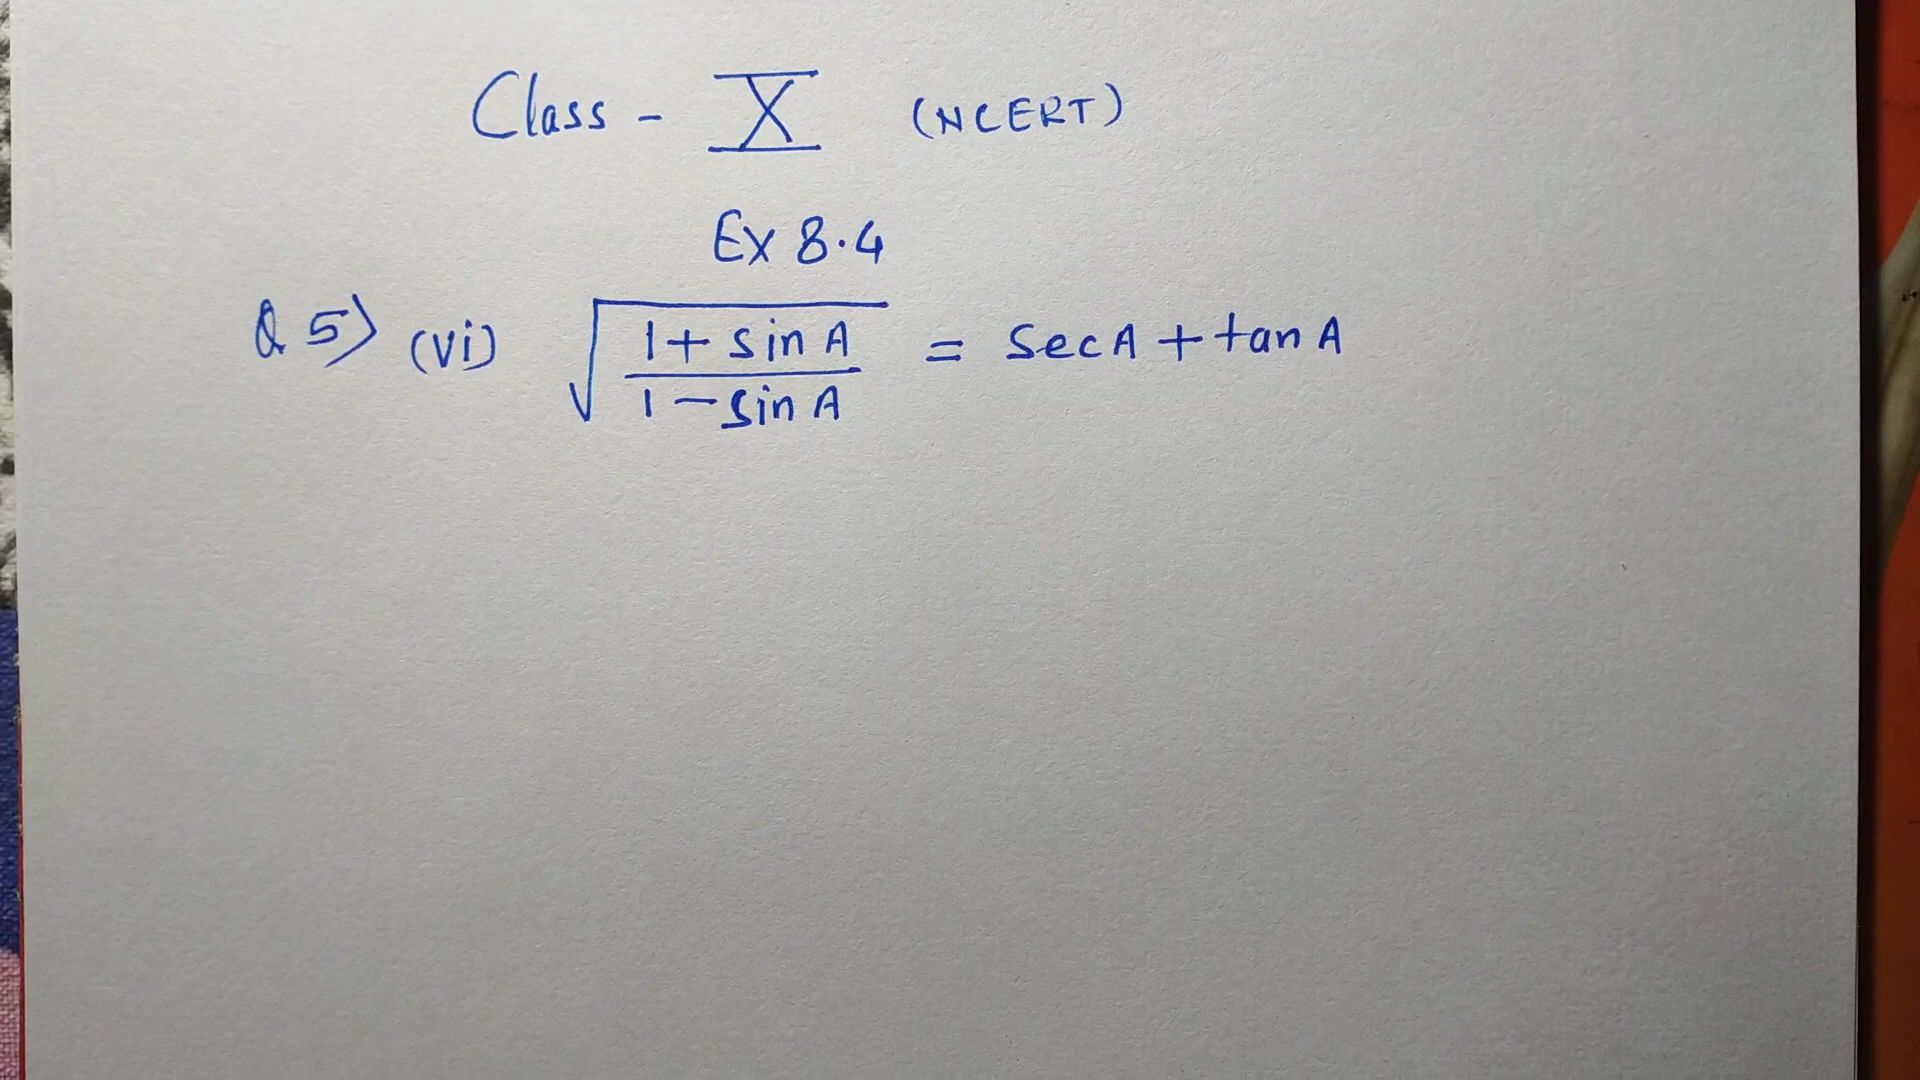 Class - X (NCERT)
Ex 8.4
Q 5) (vi) √((1 + sin A)/(1 - sin A)) = Sec A + tan A